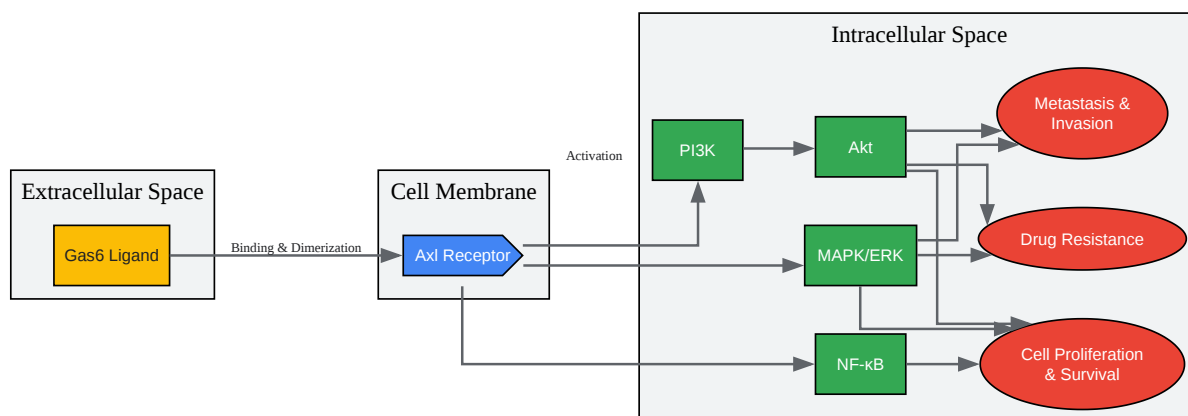 Intracellular Space
Metastasis &
Invasion
PI3K
Akt
Activation
Extracellular Space
Cell Membrane
Gas6 Ligand
Binding & Dimerization
Axl Receptor
MAPK/ERK
Drug Resistance
NF-κB
Cell Proliferation
& Survival